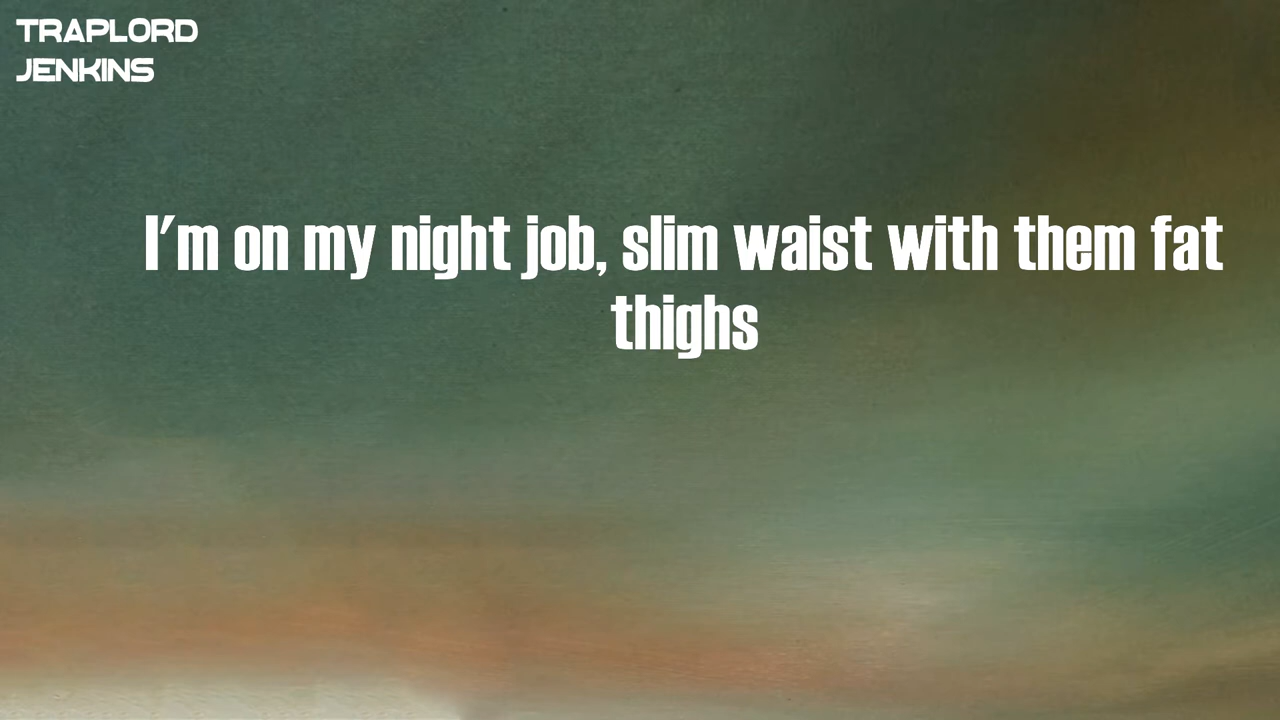 TRAPLORD
JENKINS
I'm on my night job, slim waist with them fat
thighs